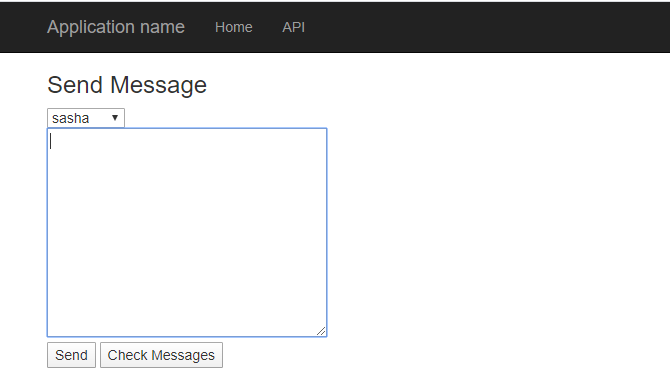 Application name Home API
Send Message
sasha
Send Check Messages